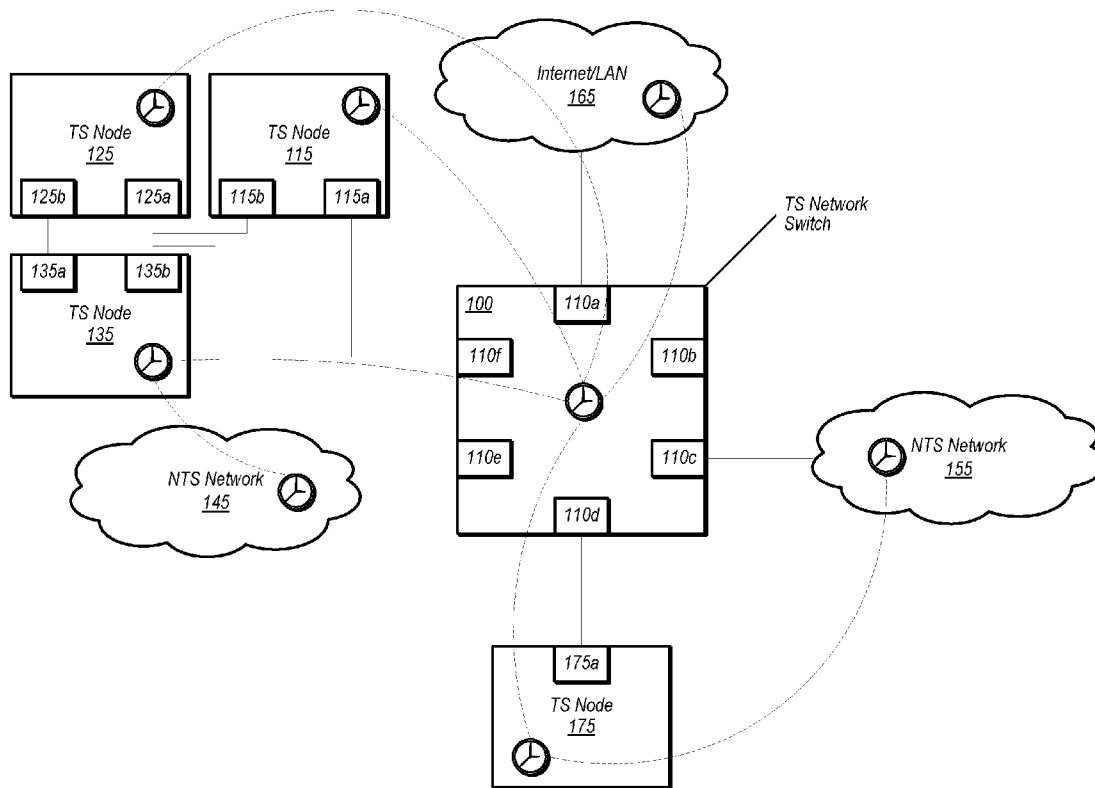 Internet/LAN
165
TS Node
125
125b
125a
TS Node
115
115b
115a
TS Network
Switch
135a
135b
TS Node
135
100
110a
110f
110b
110e
110c
110d
NTS Network
145
NTS Network
155
175a
TS Node
175